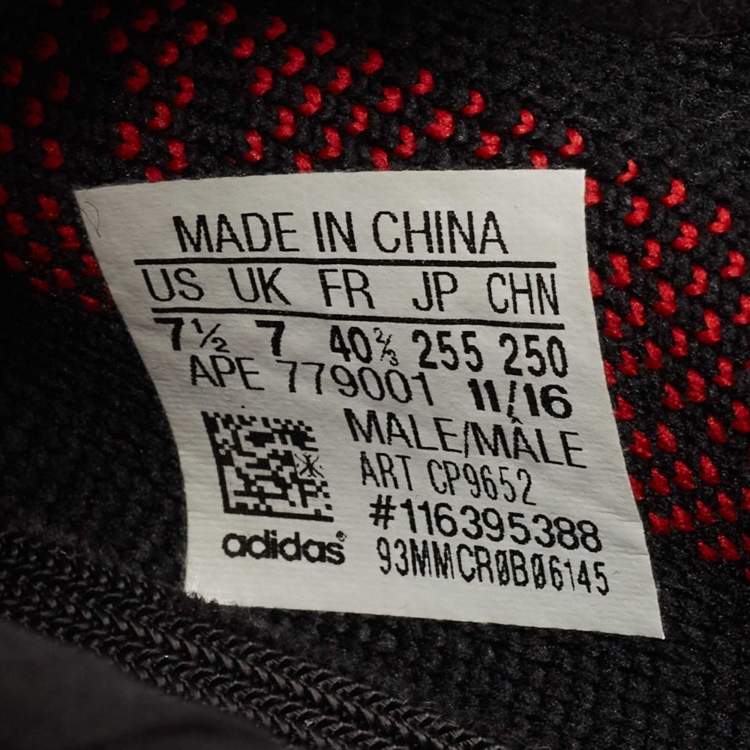 MADE IN CHINA
US UK FR JP CHN
7½ 7 40⅔ 255 250
APE 779001 11/16
MALE/MÂLE
ART CP9652
#116395388
93MMCRØBØ6145
adidas®